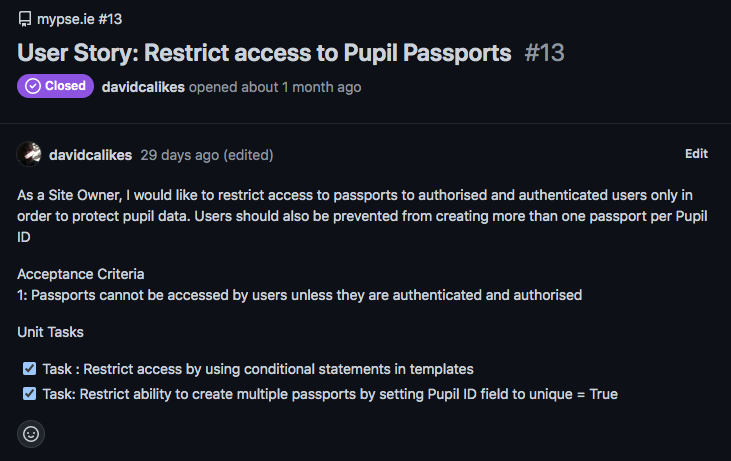 mypse.ie #13
User Story: Restrict access to Pupil Passports #13
Closed davidcalikes opened about 1 month ago
davidcalikes 29 days ago (edited) Edit
As a Site Owner, I would like to restrict access to passports to authorised and authenticated users only in
order to protect pupil data. Users should also be prevented from creating more than one passport per Pupil
ID
Acceptance Criteria
1: Passports cannot be accessed by users unless they are authenticated and authorised
Unit Tasks
Task : Restrict access by using conditional statements in templates
Task: Restrict ability to create multiple passports by setting Pupil ID field to unique = True